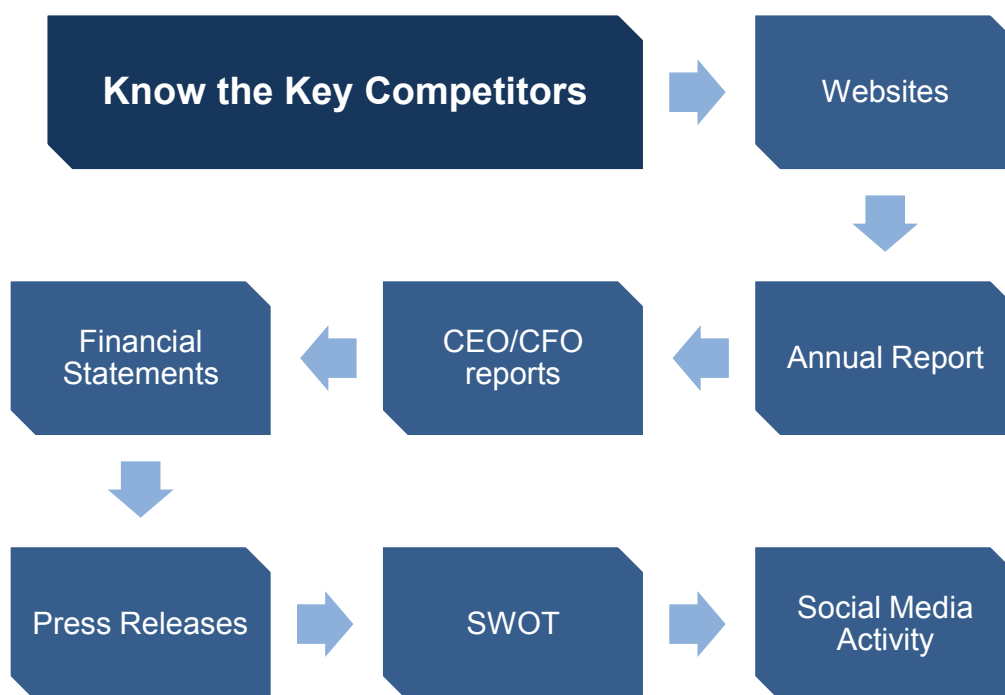 Know the Key Competitors
Websites
Annual Report
CEO/CFO
reports
Financial
Statements
Press Releases
SWOT
Social Media
Activity